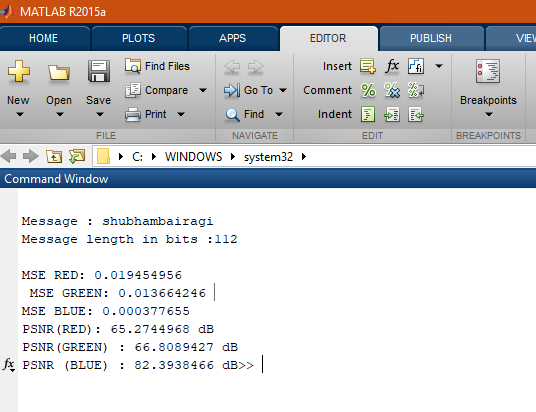 MATLAB R2015a
HOME PLOTS APPS EDITOR PUBLISH VIE
New Open Save Find Files Compare Print Go To Find Insert fx Comment Indent Breakpoints
FILE NAVIGATE EDIT BREAKPOINTS
C: WINDOWS system32
Command Window
Message : shubhambairagi
Message length in bits :112
MSE RED: 0.019454956
MSE GREEN: 0.013664246
MSE BLUE: 0.000377655
PSNR(RED): 65.2744968 dB
PSNR(GREEN) : 66.8089427 dB
fx PSNR (BLUE) : 82.3938466 dB>>